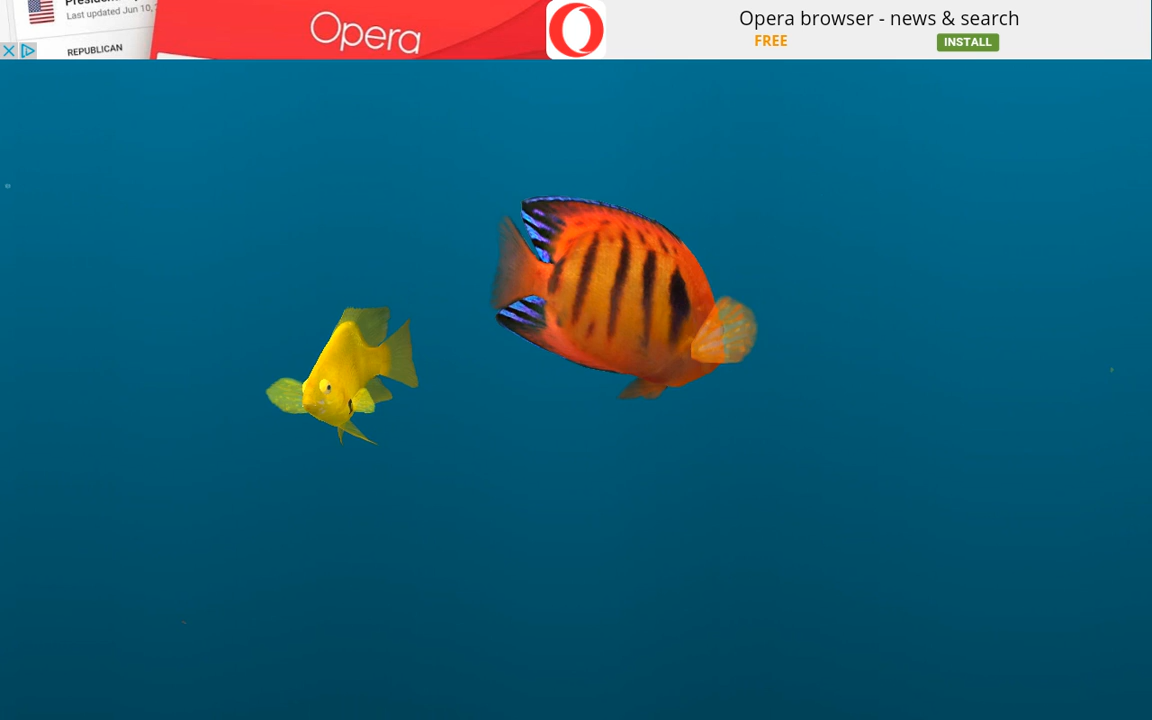 Last updated Jun 10,
REPUBLICAN
Opera
Opera browser - news & search
FREE
INSTALL